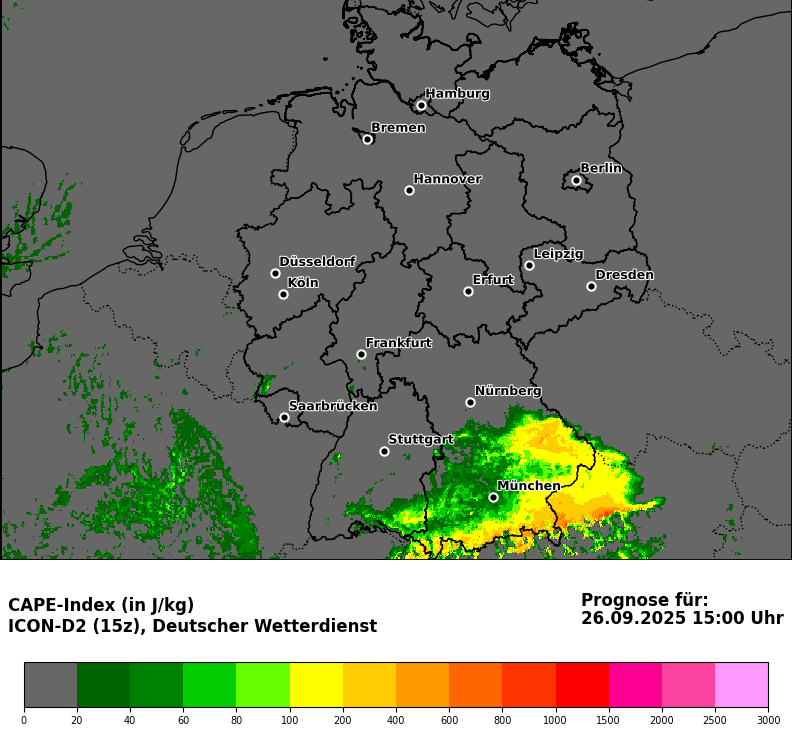 Hamburg
Bremen
Berlin
Hannover
Leipzig
Düsseldorf
Dresden
Köln
Erfurt
Frankfurt
Nürnberg
Saarbrücken
Stuttgart
München
CAPE-Index (in J/kg)
ICON-D2 (15z), Deutscher Wetterdienst
Prognose für:
26.09.2025 15:00 Uhr
0 20 40 60 80 100 200 400 600 800 1000 1500 2000 2500 3000